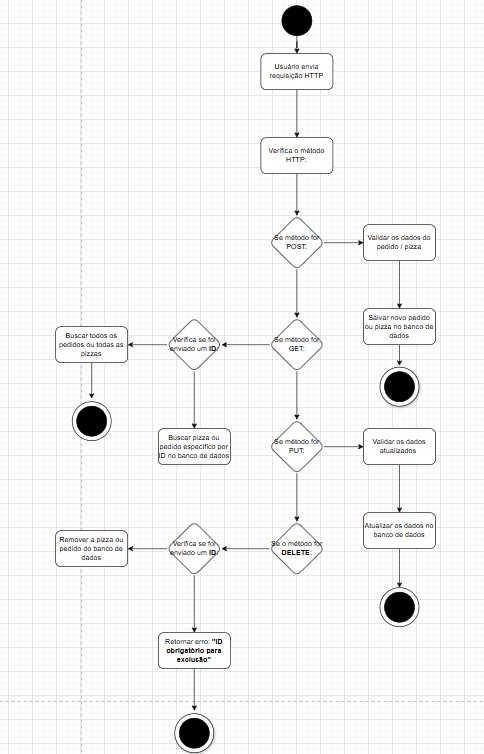 Usuário envia
requisição HTTP
Verifica o método
HTTP:
Se método for
POST:
Validar os dados do
pedido / pizza
Salvar novo pedido
ou pizza no banco de
dados
Se método for
GET:
Verifica se foi
enviado um ID:
Buscar todos os
pedidos ou todas as
pizzas
Buscar pizza ou
pedido específico por
ID no banco de dados
Se método for
PUT:
Validar os dados
atualizados
Atualizar os dados no
banco de dados
Se o método for
DELETE:
Verifica se foi
enviado um ID:
Remover a pizza ou
pedido do banco de
dados
Retornar erro: "ID
obrigatório para
exclusão"